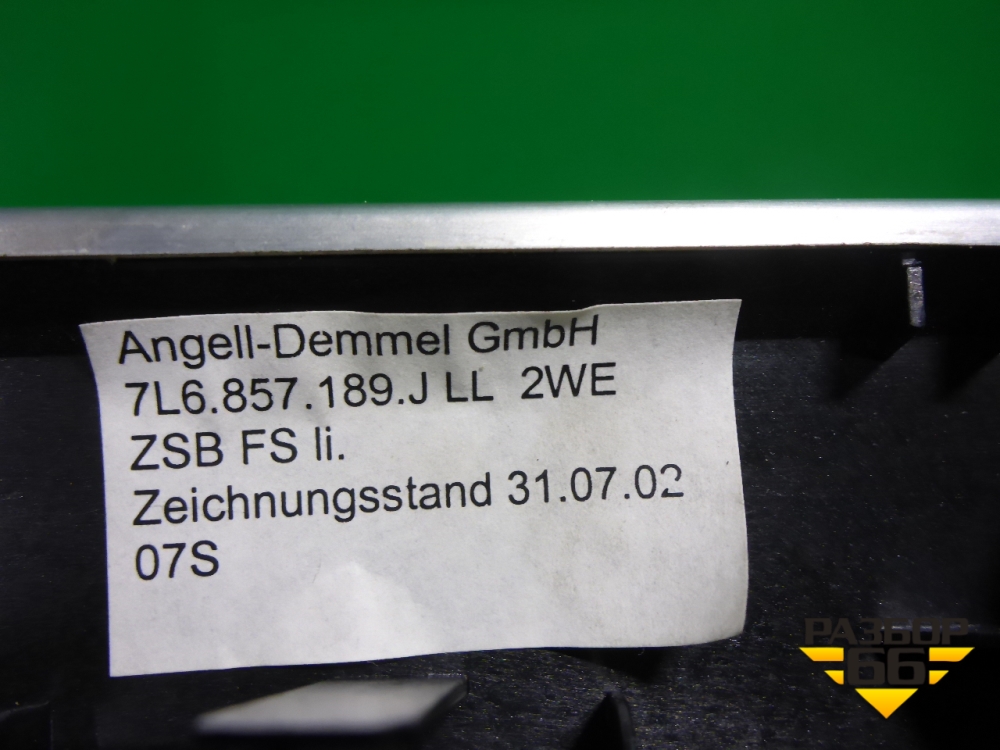 Angell-Demmel GmbH
7L6.857.189.J LL 2WE
ZSB FS li.
Zeichnungsstand 31.07.02
07S
РАЗБОР
66